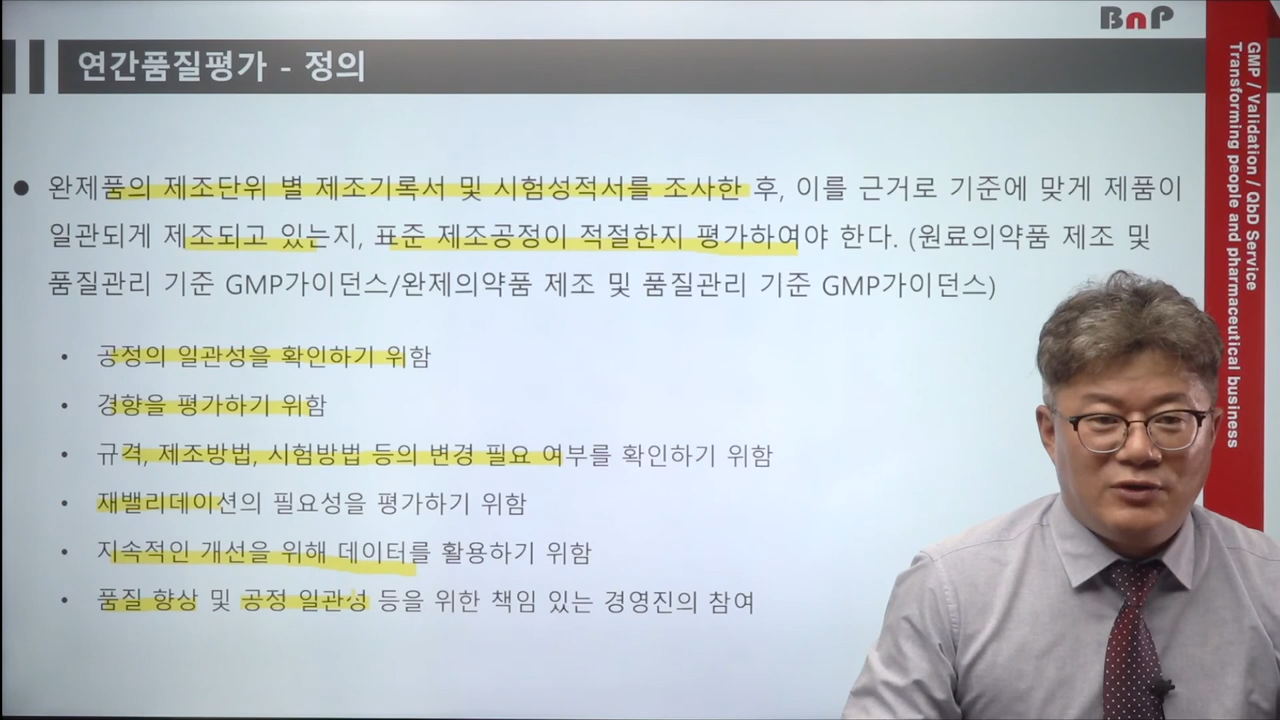 BnP
연간품질평가 - 정의
● 완제품의 제조단위 별 제조기록서 및 시험성적서를 조사한 후, 이를 근거로 기준에 맞게 제품이
일관되게 제조되고 있는지, 표준 제조공정이 적절한지 평가하여야 한다. (원료의약품 제조 및
품질관리 기준 GMP가이던스/완제의약품 제조 및 품질관리 기준 GMP가이던스)
• 공정의 일관성을 확인하기 위함
• 경향을 평가하기 위함
• 규격, 제조방법, 시험방법 등의 변경 필요 여부를 확인하기 위함
• 재밸리데이션의 필요성을 평가하기 위함
• 지속적인 개선을 위해 데이터를 활용하기 위함
• 품질 향상 및 공정 일관성 등을 위한 책임 있는 경영진의 참여
GMP / Validation / QbD Service
Transforming people and pharmaceutical business